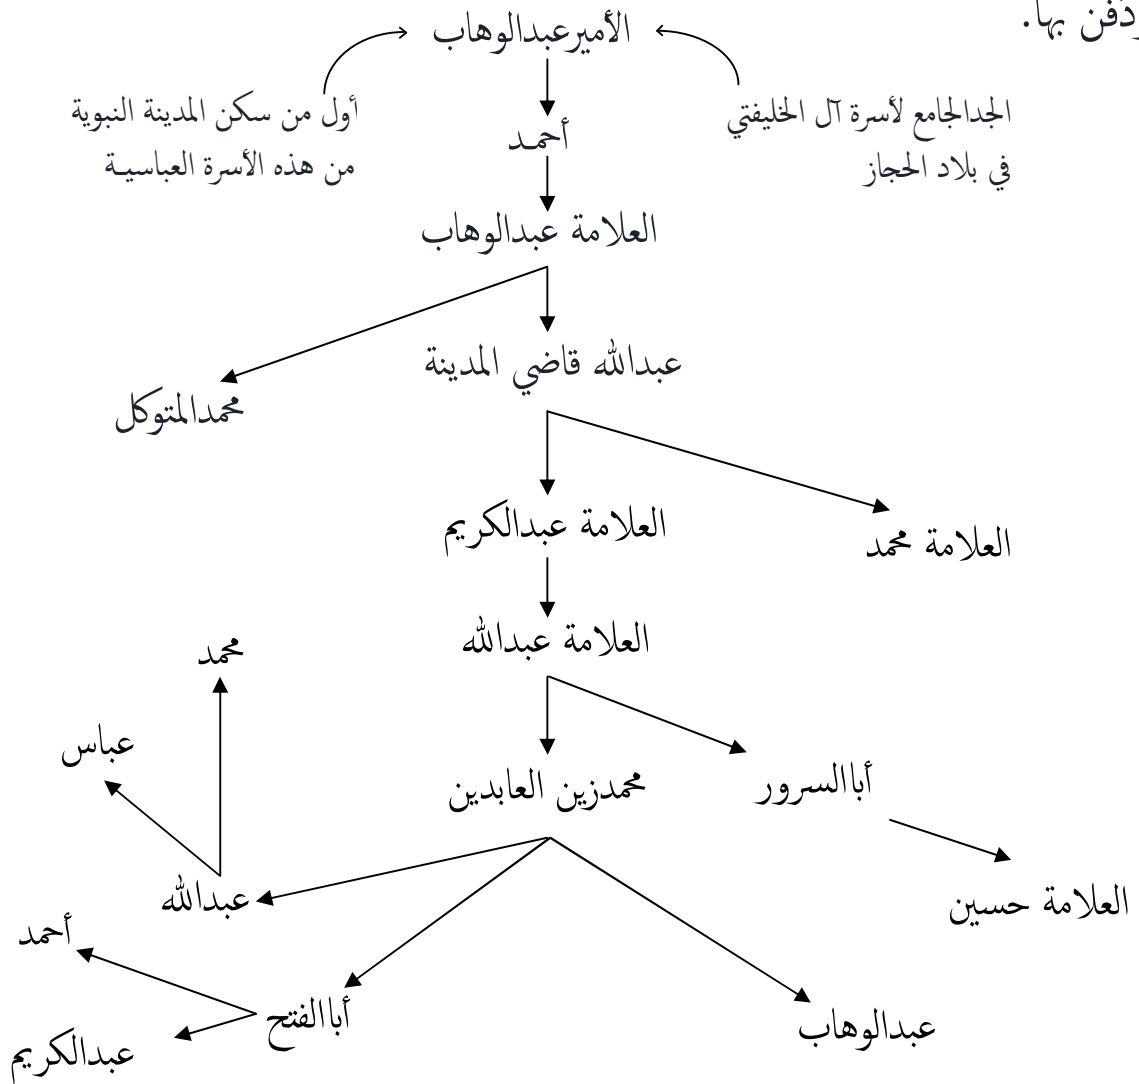 ودفن بها.
الأميرعبدالوهاب
الجدالجامع لأسرة آل الخليفتي
في بلاد الحجاز
أول من سكن المدينة النبوية
من هذه الأسرة العباسية
أحمد
العلامة عبدالوهاب
عبدالله قاضي المدينة
محمدالمتوكل
العلامة عبدالكريم
العلامة محمد
العلامة عبدالله
محمد
عباس
أباالسرور
محمدزين العابدين
العلامة حسين
عبدالله
أحمد
عبدالوهاب
أباالفتح
عبدالكريم